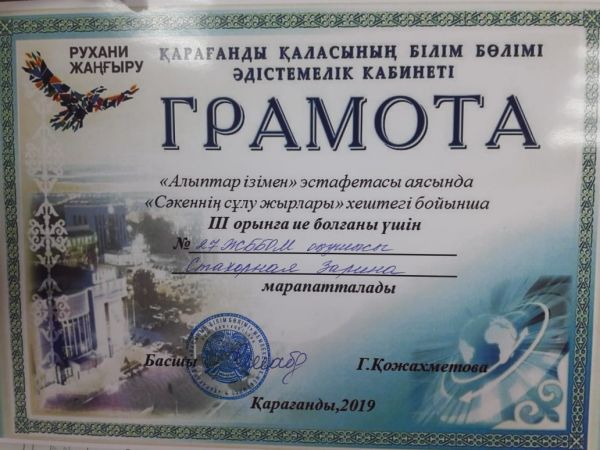 РУХАНИ
ЖАҢҒЫРУ
ҚАРАҒАНДЫ ҚАЛАСЫНЫҢ БІЛІМ БӨЛІМІ
ӘДІСТЕМЕЛІК КАБИНЕТІ
ГРАМОТА
«Алыптар ізімен» эстафетасы аясында
«Сәкеннің сұлу жырлары» хештегі бойынша
III орынға ие болғаны үшін
№ 27 ЖББОМ оқушысы
Стахорная Зарина
марапатталады
Басшы Г.Қожахметова
Қарағанды,2019